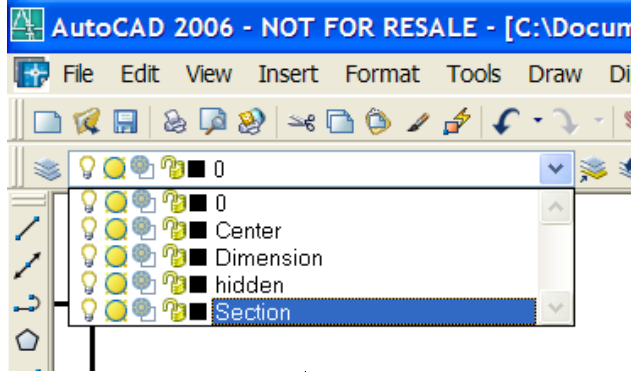 AutoCAD 2006 - NOT FOR RESALE - [C:\Docum
File Edit View Insert Format Tools Draw Di
0
0
Center
Dimension
hidden
Section